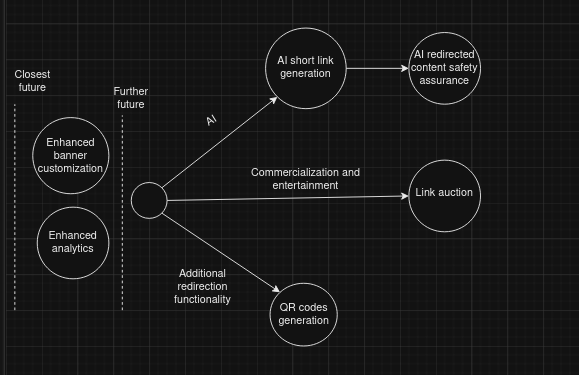 Closest
future
Further
future
Enhanced
banner
customization
Enhanced
analytics
AI
AI short link
generation
AI redirected
content safety
assurance
Commercialization and
entertainment
Link auction
Additional
redirection
functionality
QR codes
generation